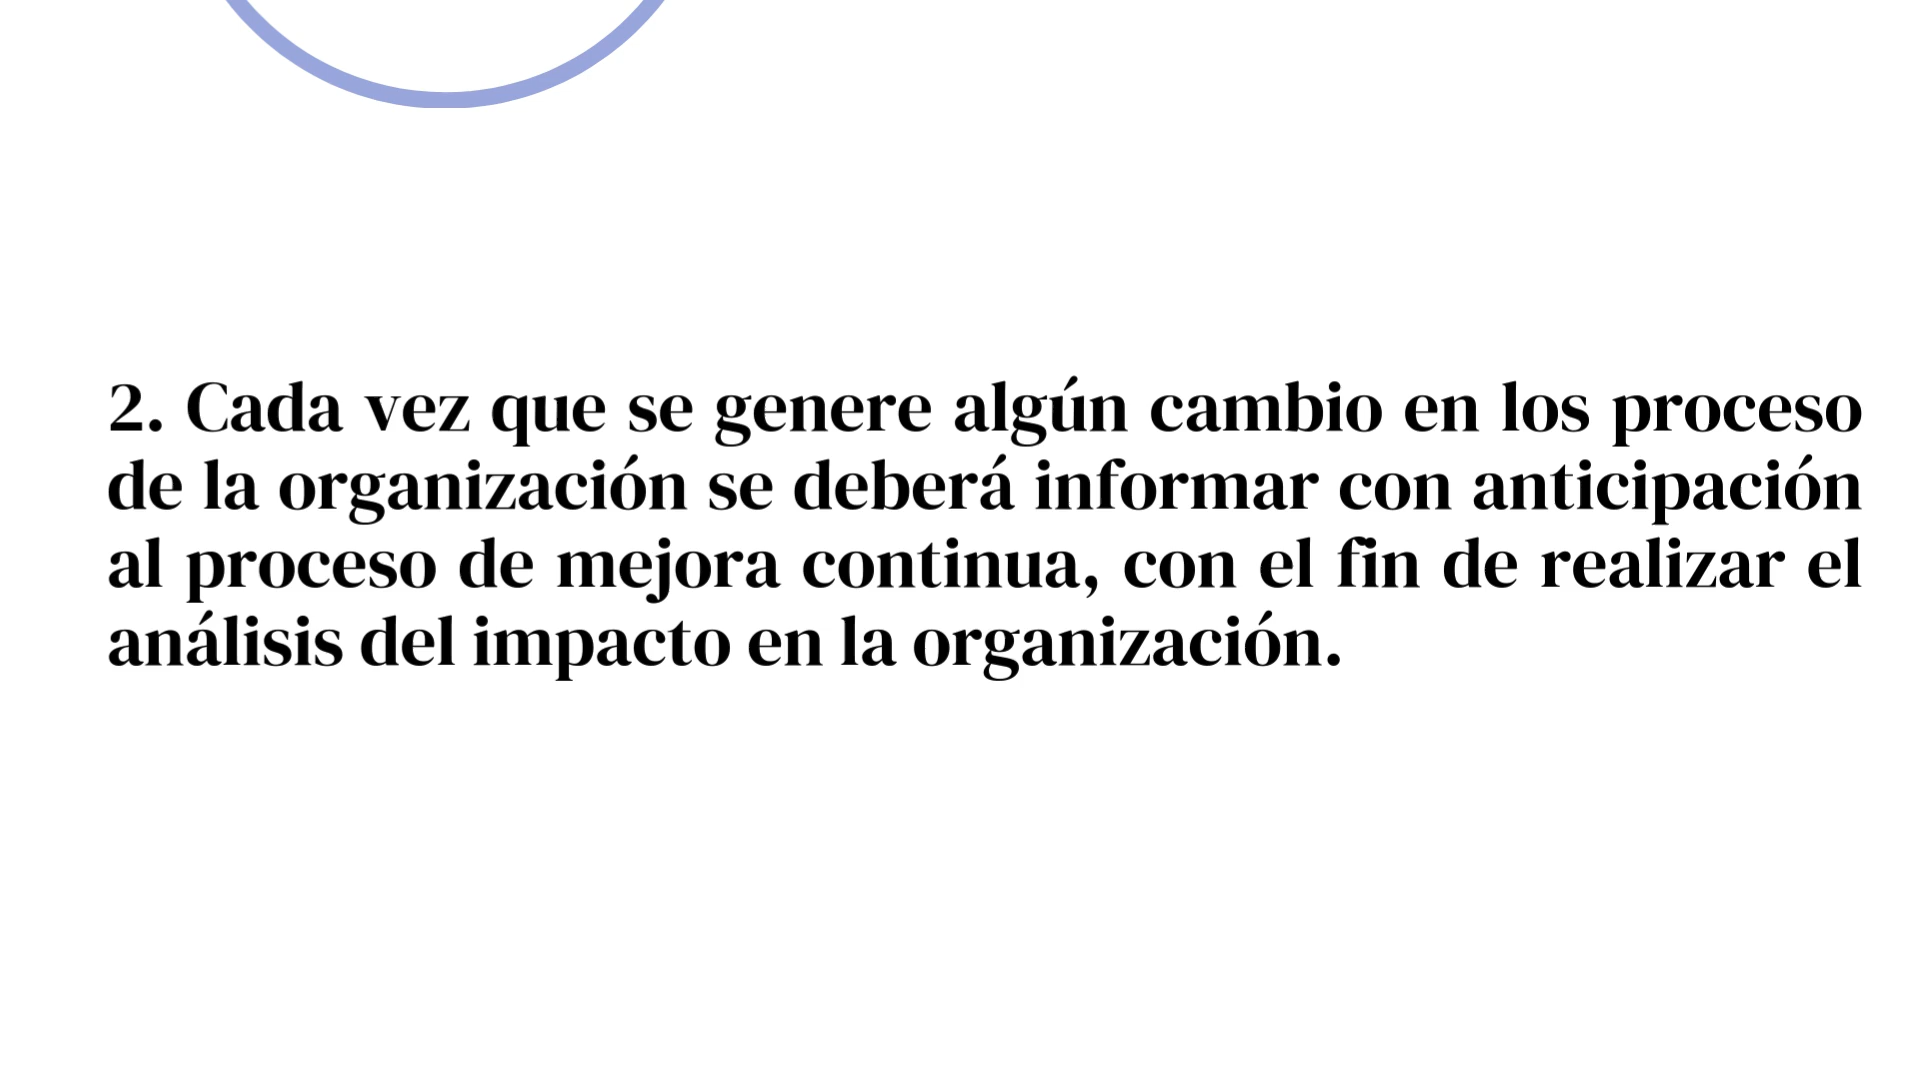 2. Cada vez que se genere algún cambio en los proceso
de la organización se deberá informar con anticipación
al proceso de mejora continua, con el fin de realizar el
análisis del impacto en la organización.